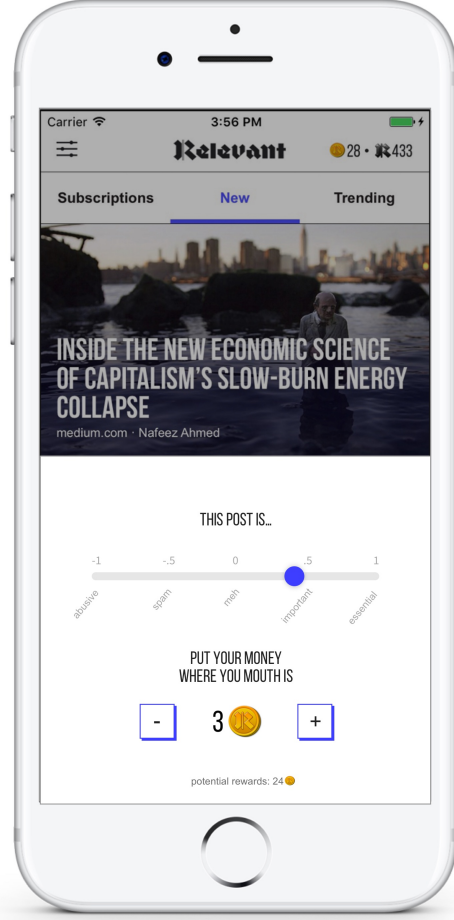 Carrier 3:56 PM
Relevant 28 • R433
Subscriptions New Trending
INSIDE THE NEW ECONOMIC SCIENCE
OF CAPITALISM'S SLOW-BURN ENERGY
COLLAPSE
medium.com · Nafeez Ahmed
THIS POST IS...
-1 -.5 0 .5 1
abusive spam meh important essential
PUT YOUR MONEY
WHERE YOU MOUTH IS
- 3 R +
potential rewards: 24